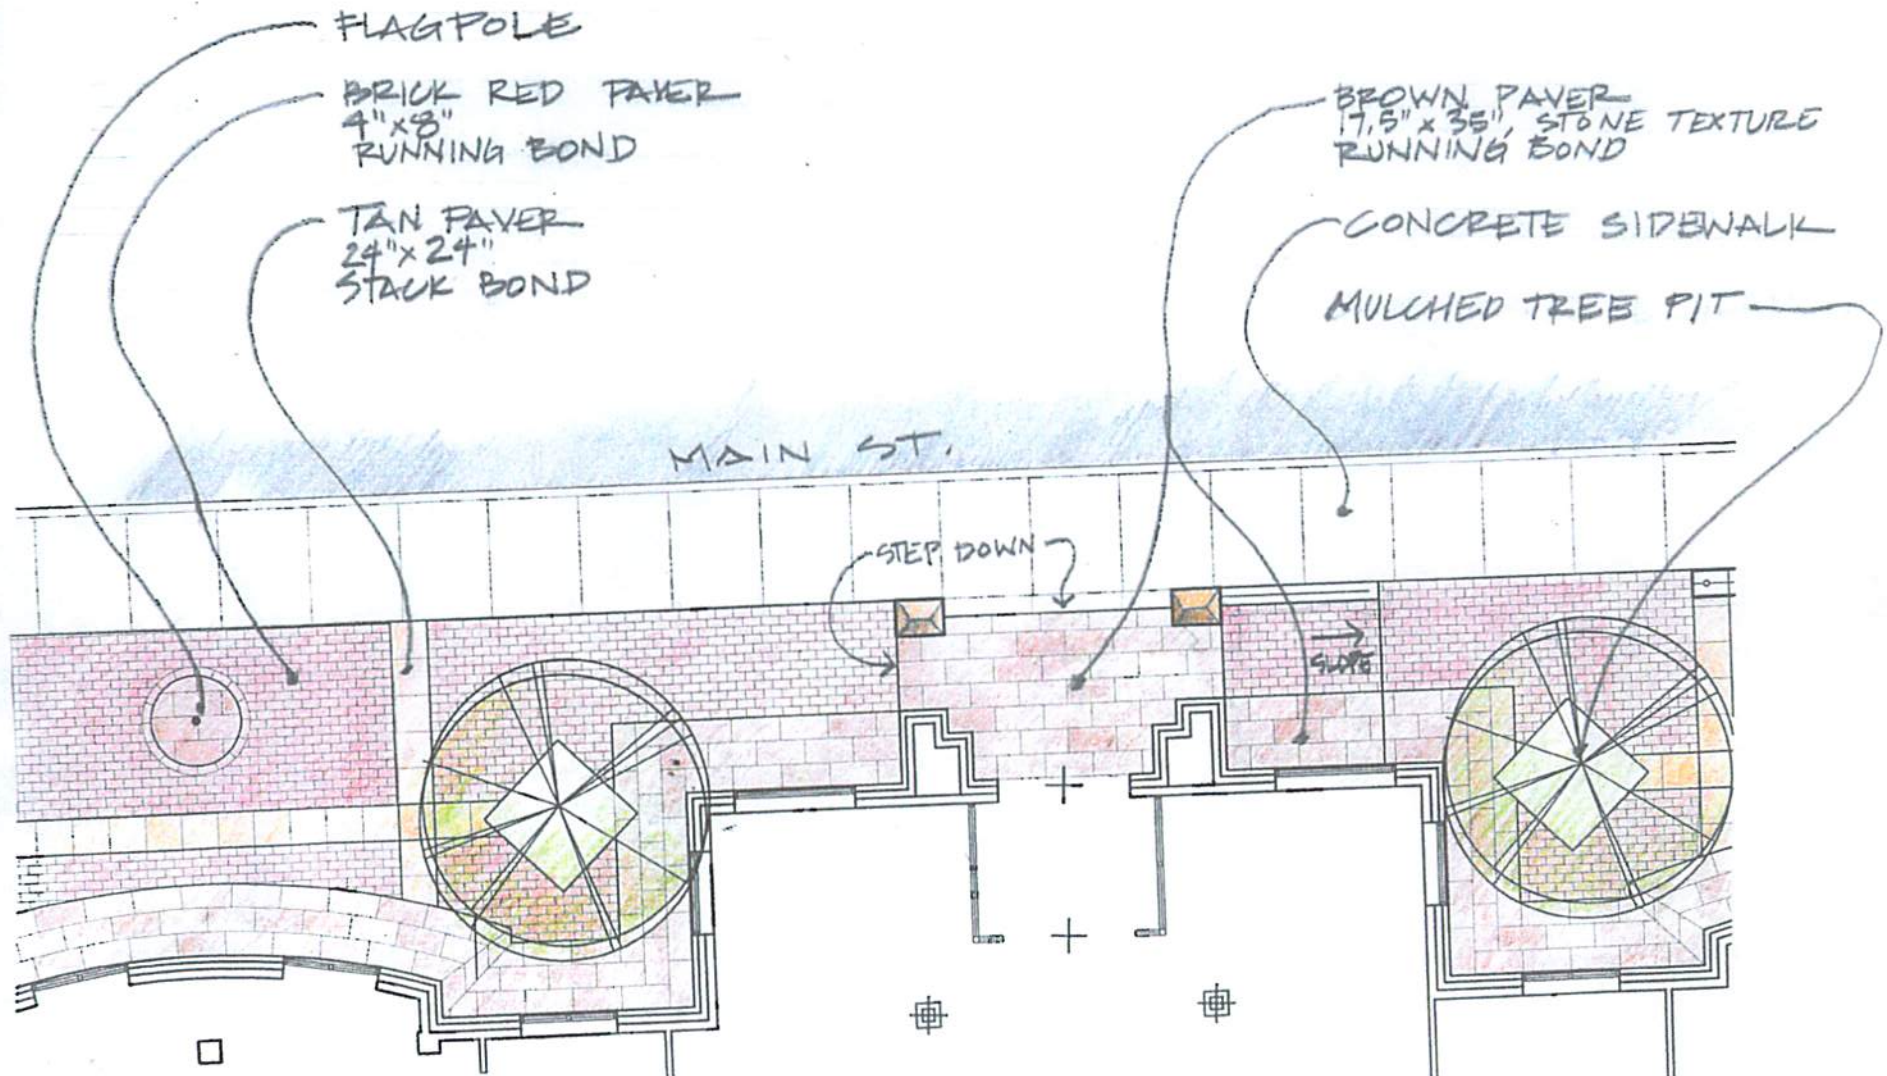 FLAGPOLE
BRICK RED PAVER
4"x8"
RUNNING BOND
TAN PAVER
24"x24"
STACK BOND
BROWN PAVER
17.5" x 35", STONE TEXTURE
RUNNING BOND
CONCRETE SIDEWALK
MULCHED TREE PIT
MAIN ST.
STEP DOWN
SLOPE